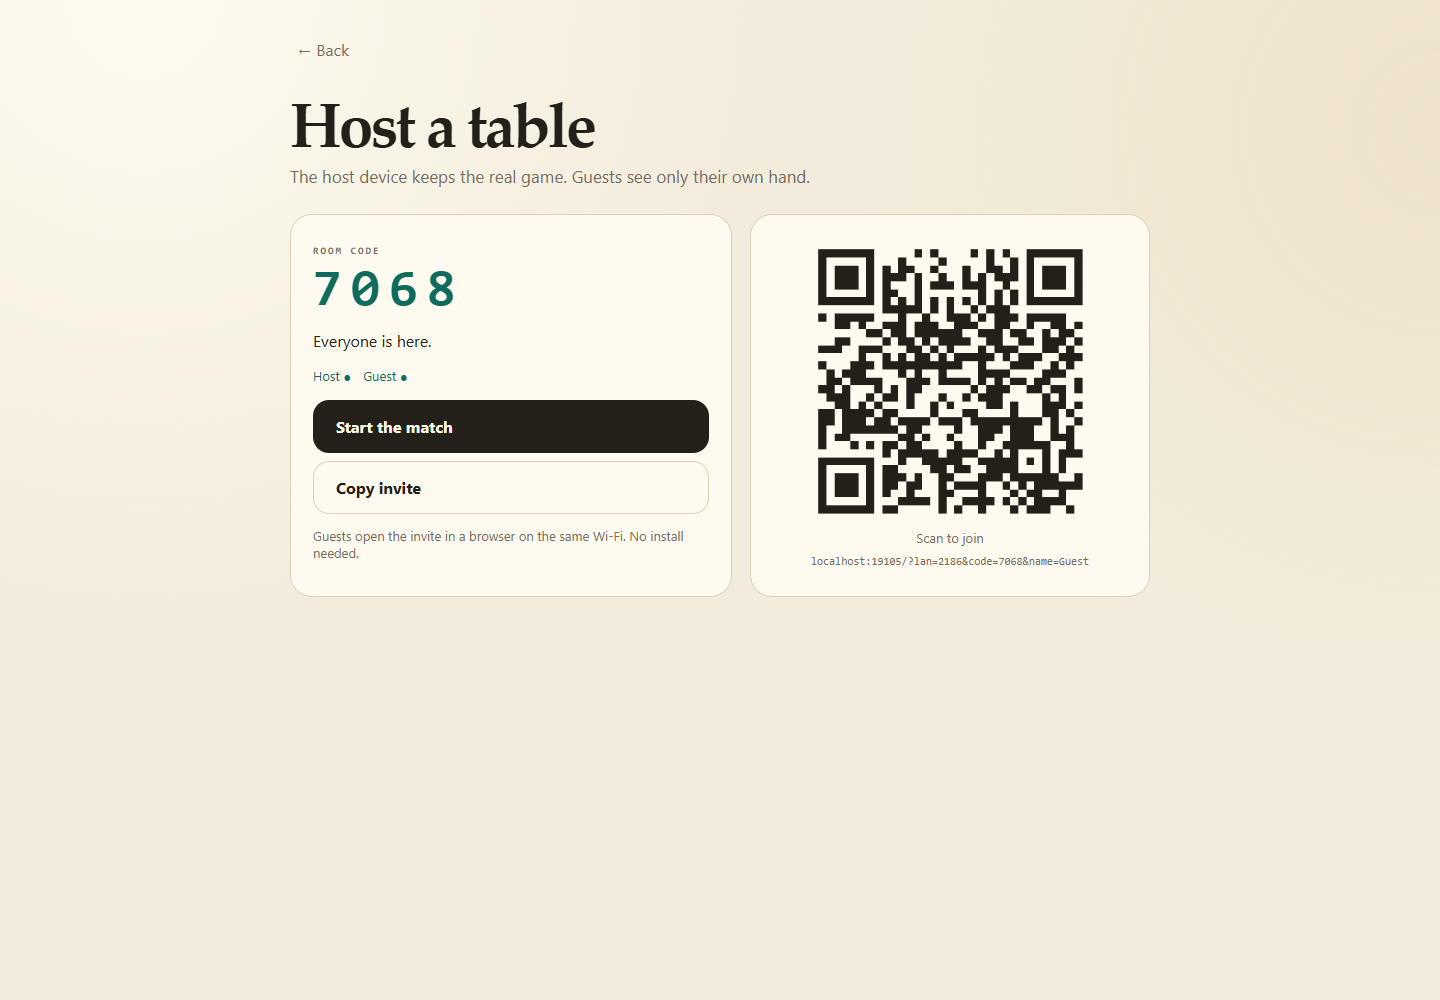 ← Back
Host a table
The host device keeps the real game. Guests see only their own hand.
ROOM CODE
7068
Everyone is here.
Host ● Guest ●
Start the match
Copy invite
Guests open the invite in a browser on the same Wi-Fi. No install
needed.
Scan to join
localhost:19105/?lan=2186&code=7068&name=Guest